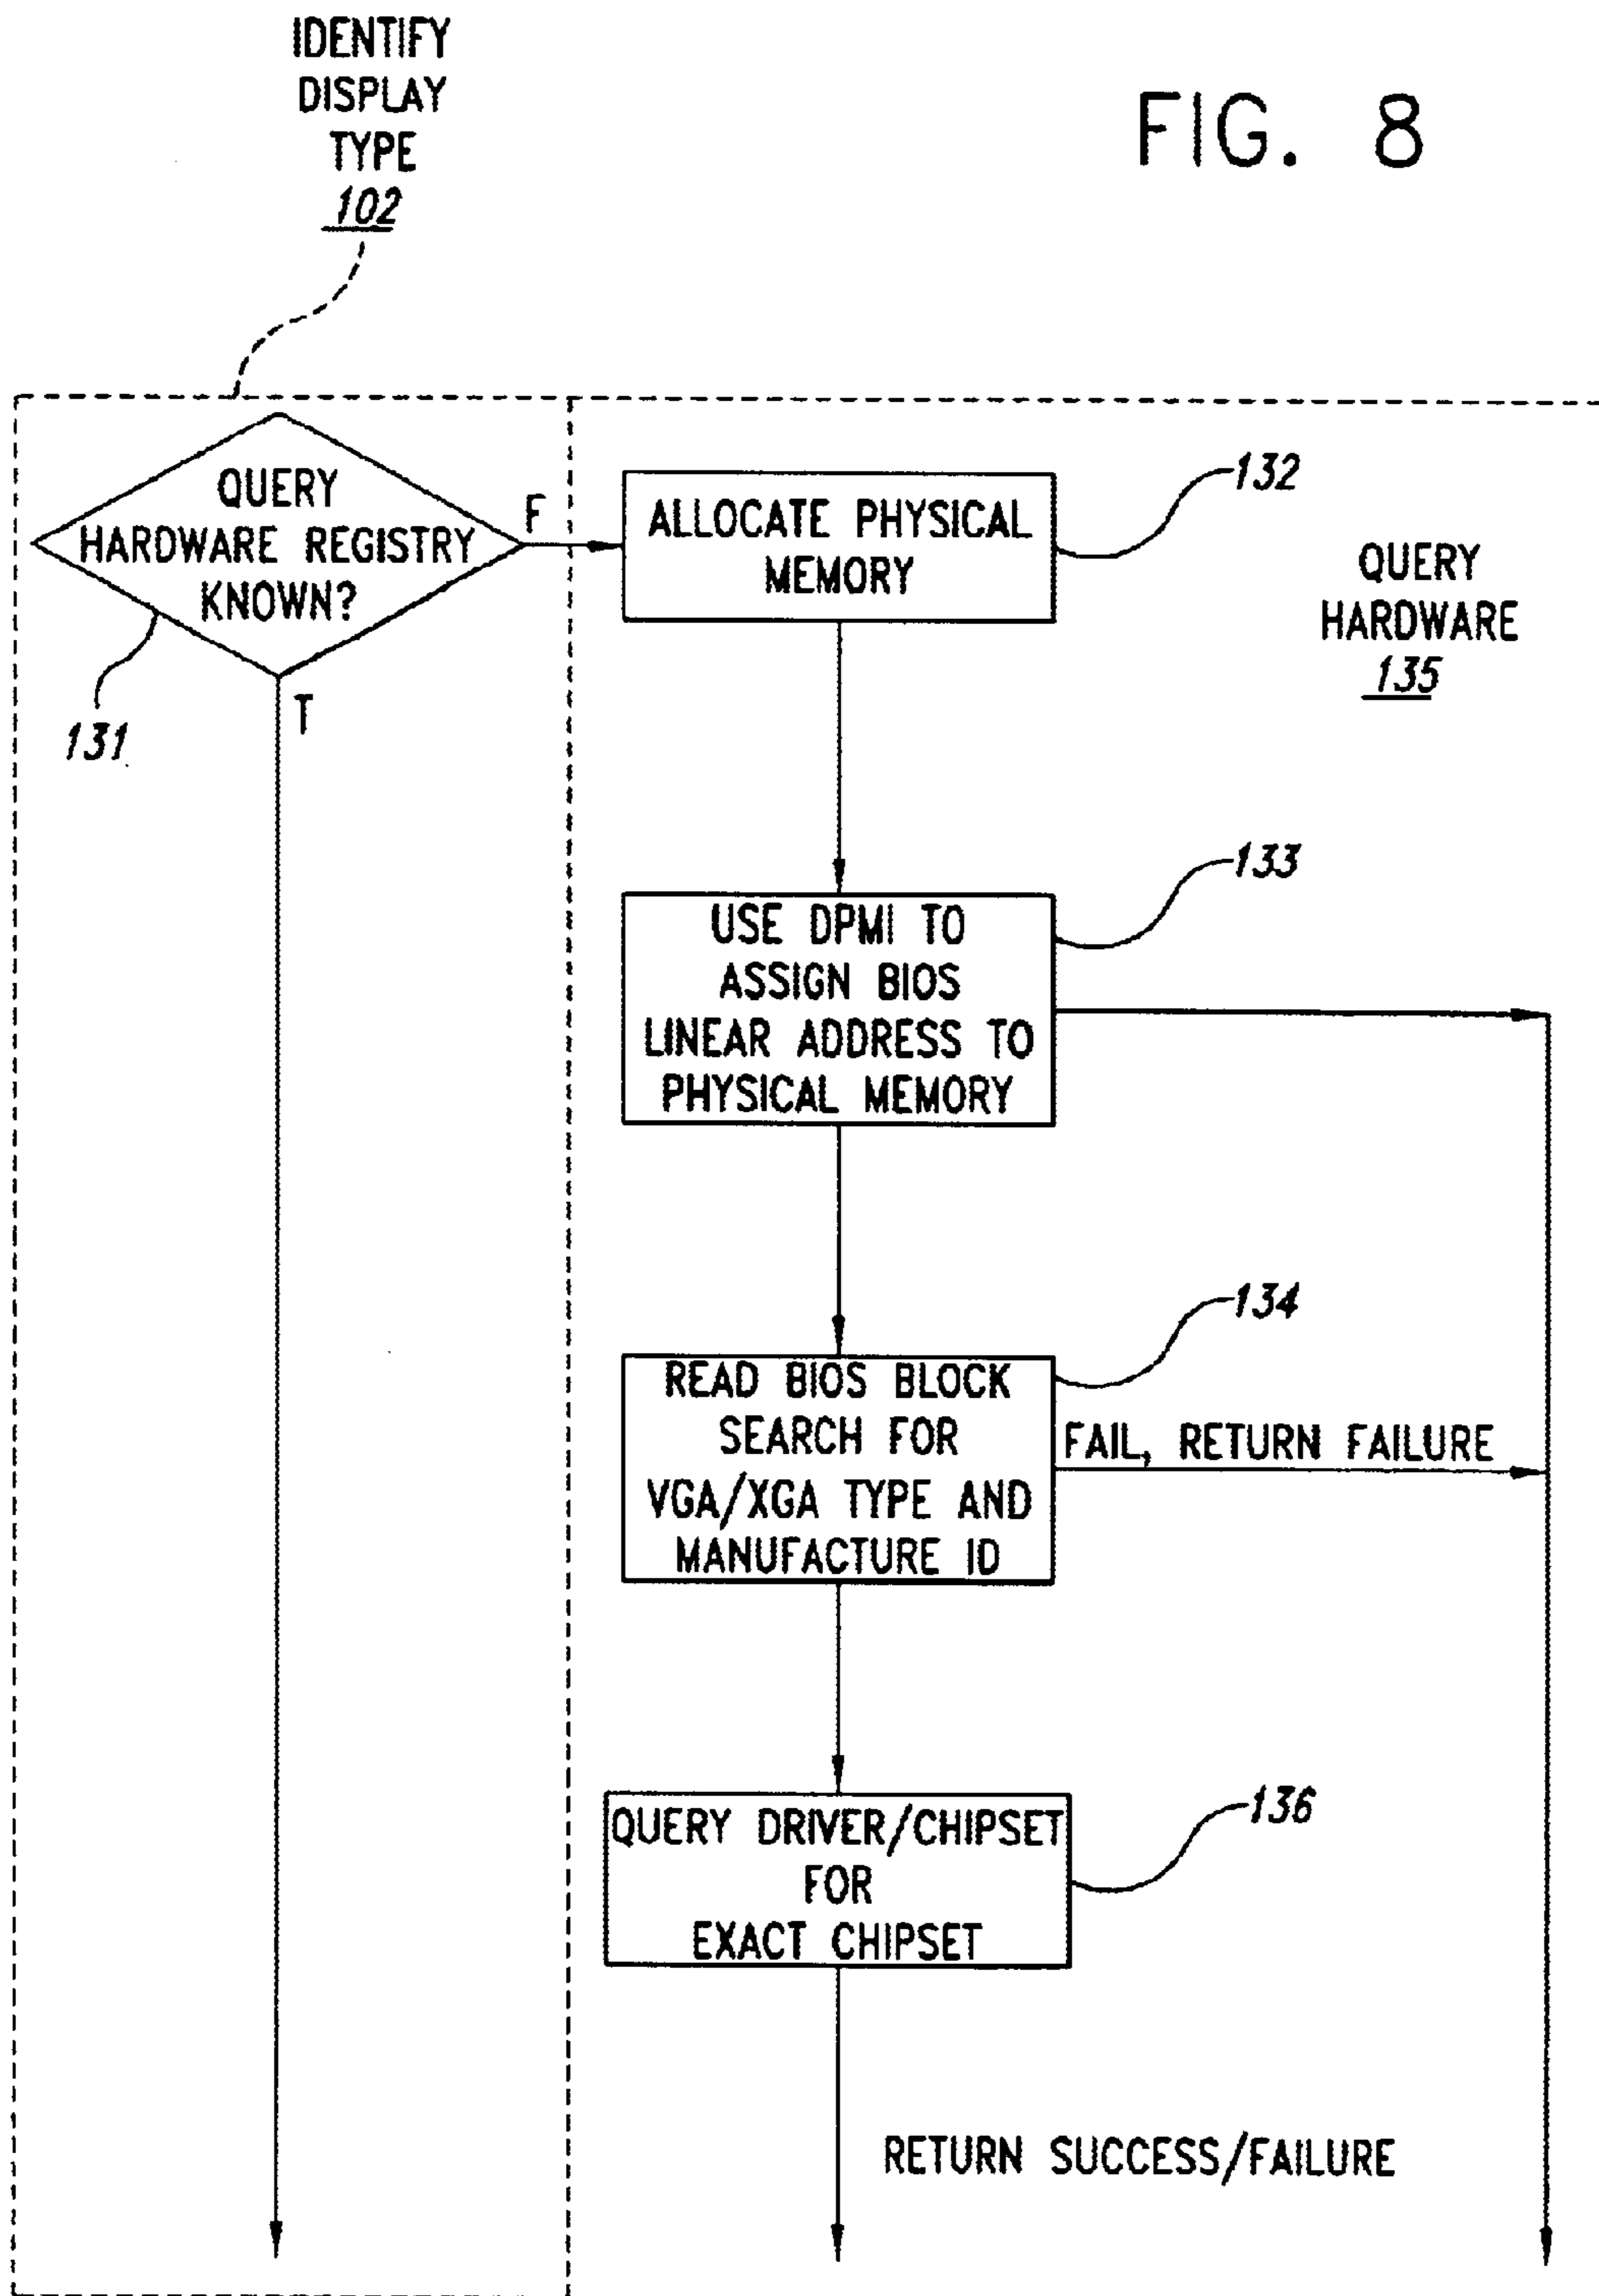 IDENTIFY
DISPLAY
TYPE
102
FIG. 8
QUERY
HARDWARE REGISTRY
KNOWN?
F
T
131
ALLOCATE PHYSICAL
MEMORY
132
QUERY
HARDWARE
135
USE DPMI TO
ASSIGN BIOS
LINEAR ADDRESS TO
PHYSICAL MEMORY
133
READ BIOS BLOCK
SEARCH FOR
VGA/XGA TYPE AND
MANUFACTURE ID
134
FAIL, RETURN FAILURE
QUERY DRIVER/CHIPSET
FOR
EXACT CHIPSET
136
RETURN SUCCESS/FAILURE